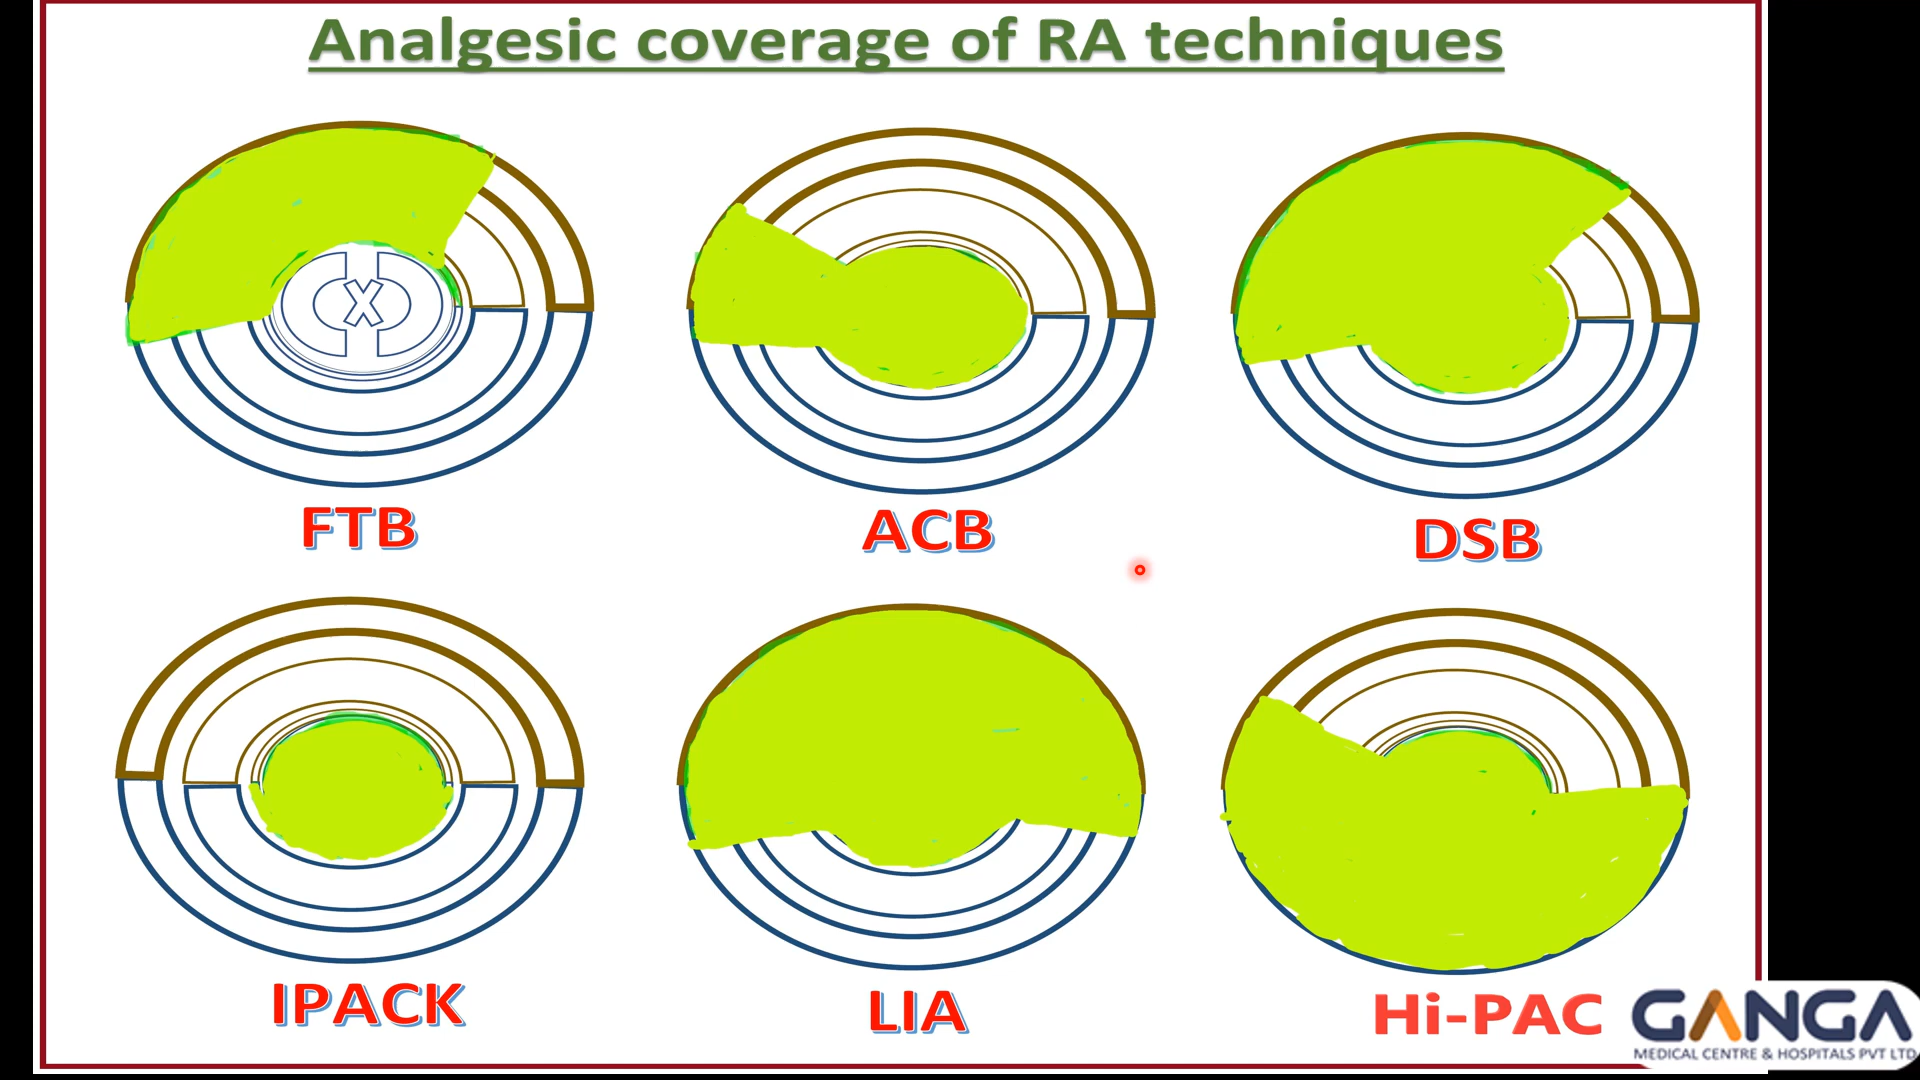 Analgesic coverage of RA techniques
X
FTB
ACB
DSB
IPACK
LIA
Hi-PAC
GANGA
MEDICAL CENTRE & HOSPITALS PVT LTD